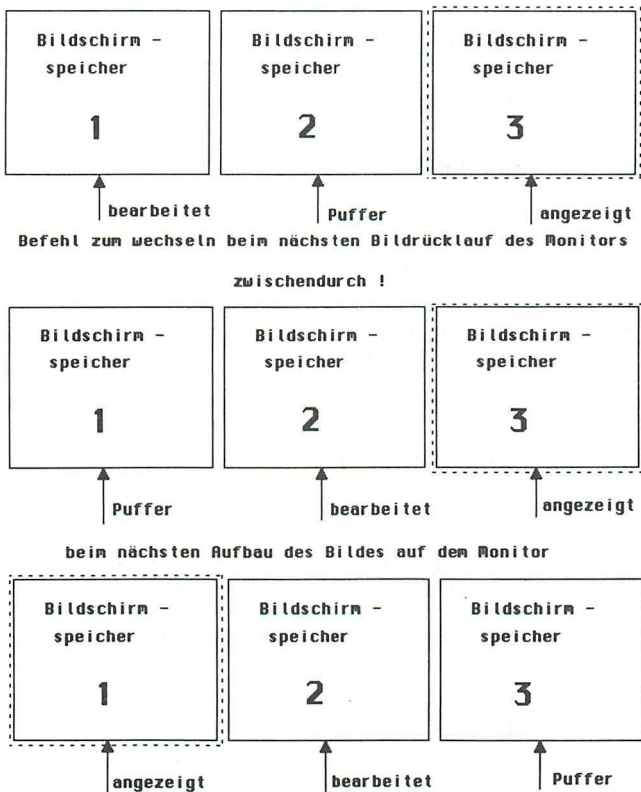 Bildschirm - Bildschirm - Bildschirm -
speicher speicher speicher
1 2 3
bearbeitet Puffer angezeigt
Befehl zum wechseln beim nächsten Bildrücklauf des Monitors
zwischendurch !
Bildschirm - Bildschirm - Bildschirm -
speicher speicher speicher
1 2 3
Puffer bearbeitet angezeigt
beim nächsten Aufbau des Bildes auf dem Monitor
Bildschirm - Bildschirm - Bildschirm -
speicher speicher speicher
1 2 3
angezeigt bearbeitet Puffer